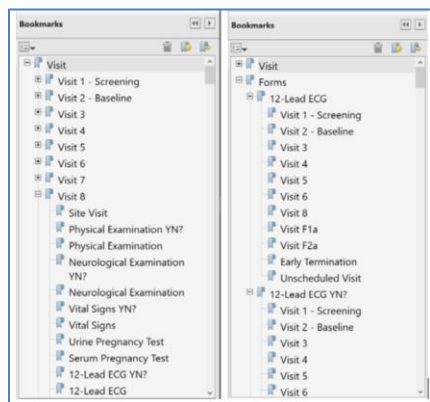 Bookmarks
Visit
Visit 1 - Screening
Visit 2 - Baseline
Visit 3
Visit 4
Visit 5
Visit 6
Visit 7
Visit 8
Site Visit
Physical Examination YN?
Physical Examination
Neurological Examination
YN?
Neurological Examination
Vital Signs YN?
Vital Signs
Urine Pregnancy Test
Serum Pregnancy Test
12-Lead ECG YN?
12-Lead ECG
Bookmarks
Visit
Forms
12-Lead ECG
Visit 1 - Screening
Visit 2 - Baseline
Visit 3
Visit 4
Visit 5
Visit 6
Visit 8
Visit F1a
Visit F2a
Early Termination
Unscheduled Visit
12-Lead ECG YN?
Visit 1 - Screening
Visit 2 - Baseline
Visit 3
Visit 4
Visit 5
Visit 6